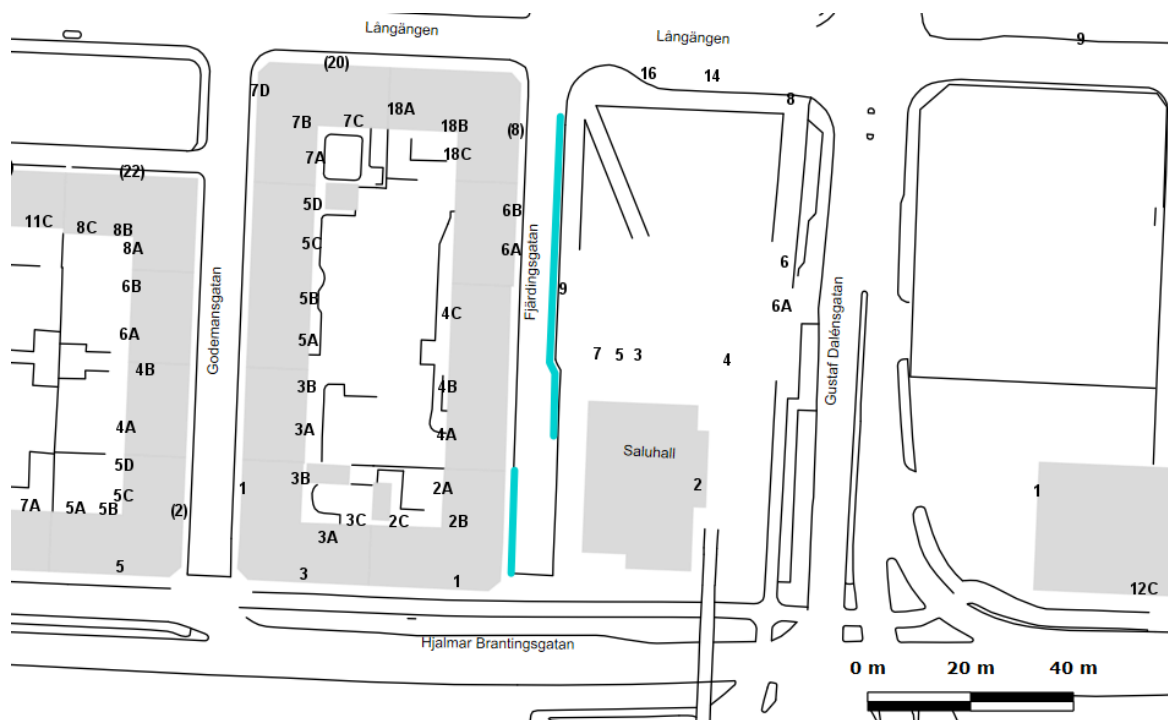 Långängen
Långängen
9
(20)
16
14
7D
8
18A
7B
7C
18B
(8)
7A
18C
(22)
5D
6B
11C
8C
8B
8A
5C
6A
6
Godemansgatan
Fjärdingsgatan
Gustaf Dalénsgatan
6B
5B
9
4C
6A
6A
5A
7
5
3
4
4B
3B
4B
4A
3A
4A
Saluhall
5D
3B
2
5C
1
2A
1
7A
5A
5B
(2)
3C
2C
2B
3A
5
3
1
12C
Hjalmar Brantingsgatan
0 m
20 m
40 m